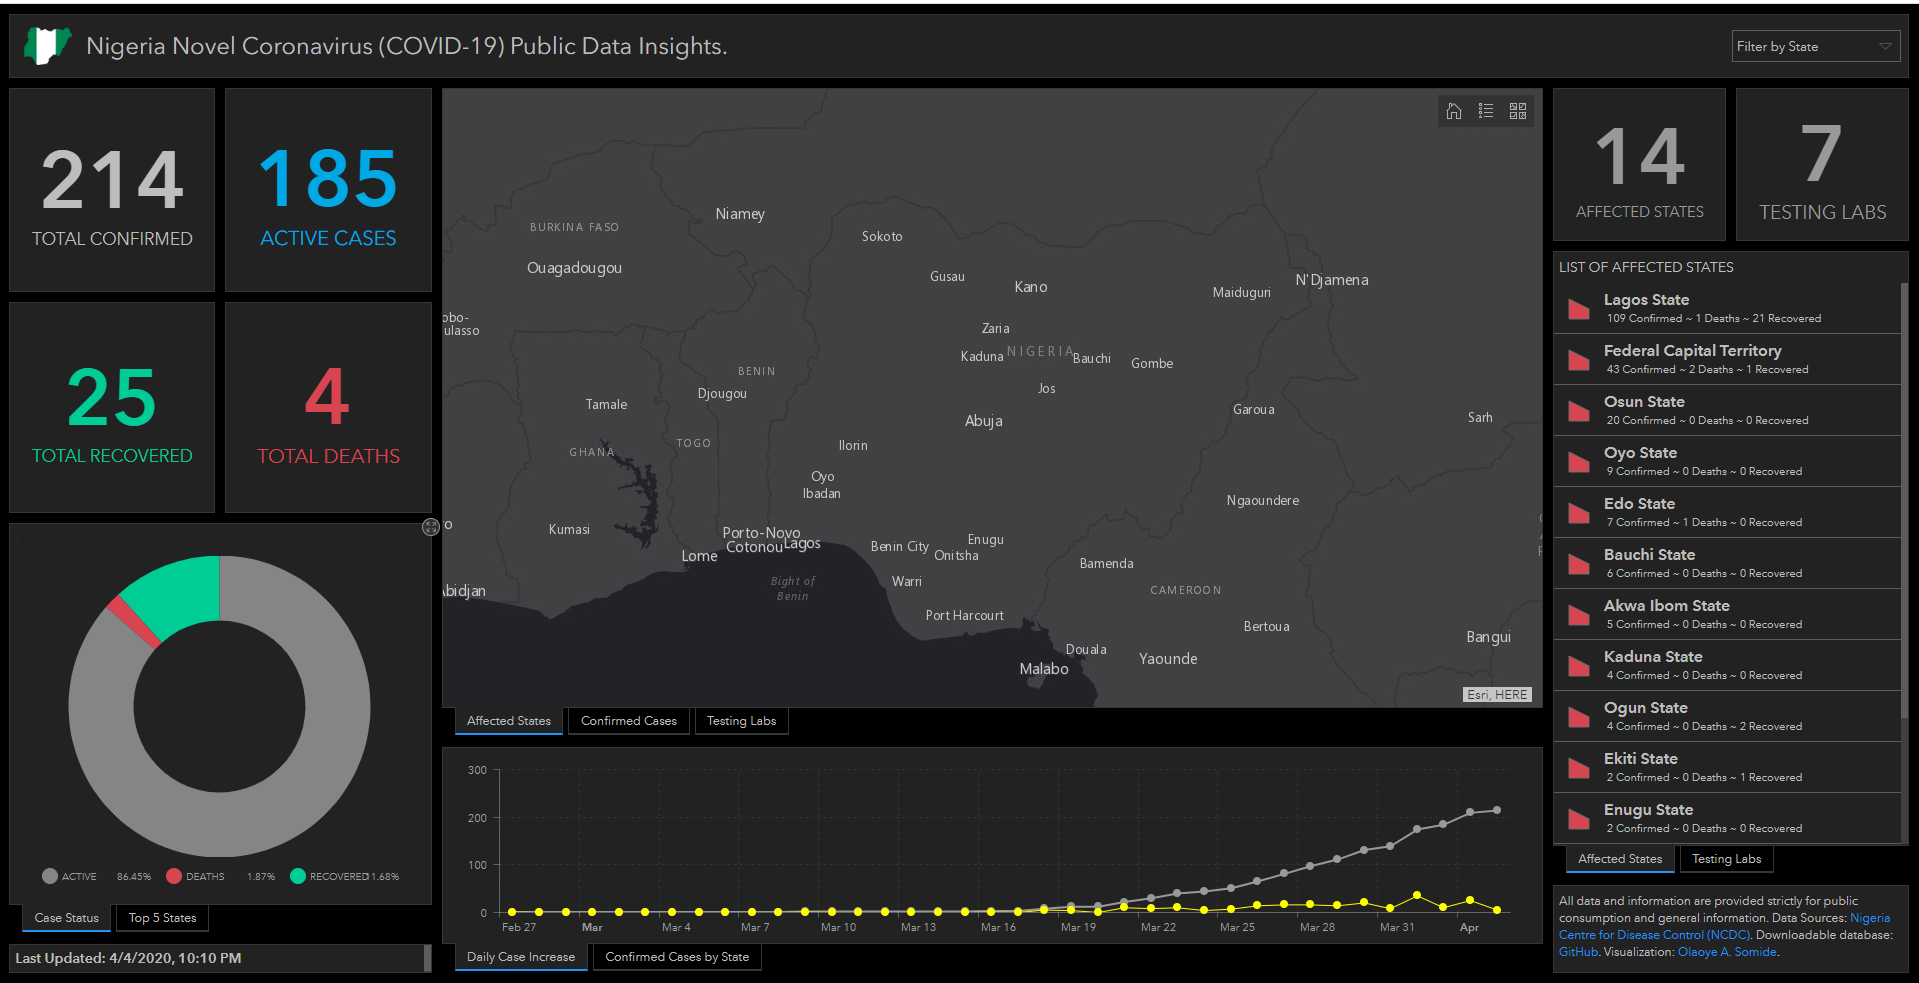 Nigeria Novel Coronavirus (COVID-19) Public Data Insights.
Filter by State
214
TOTAL CONFIRMED
185
ACTIVE CASES
25
TOTAL RECOVERED
4
TOTAL DEATHS
ACTIVE 86.45% DEATHS 1.87% RECOVERED 11.68%
Case Status Top 5 States
Last Updated: 4/4/2020, 10:10 PM
Niamey
BURKINA FASO
Sokoto
Ouagadougou
Gusau
Kano
N'Djamena
Maiduguri
obo-
ulasso
Zaria
Kaduna
NIGERIA
Bauchi
Gombe
BENIN
Djougou
Jos
Tamale
Garoua
Sarh
Abuja
TOGO
Ilorin
GHANA
Oyo
Ibadan
Ngaoundere
o
Kumasi
Porto-Novo
Cotonou
Lagos
Lome
Benin City
Enugu
Onitsha
Bamenda
Bight of
Benin
Warri
Abidjan
CAMEROON
Port Harcourt
Bertoua
Bangui
Douala
Yaounde
Malabo
Esri, HERE
Affected States Confirmed Cases Testing Labs
300
200
100
0
Feb 27 Mar Mar 4 Mar 7 Mar 10 Mar 13 Mar 16 Mar 19 Mar 22 Mar 25 Mar 28 Mar 31 Apr
Daily Case Increase Confirmed Cases by State
14
AFFECTED STATES
7
TESTING LABS
LIST OF AFFECTED STATES
Lagos State
109 Confirmed ~ 1 Deaths ~ 21 Recovered
Federal Capital Territory
43 Confirmed ~ 2 Deaths ~ 1 Recovered
Osun State
20 Confirmed ~ 0 Deaths ~ 0 Recovered
Oyo State
9 Confirmed ~ 0 Deaths ~ 0 Recovered
Edo State
7 Confirmed ~ 1 Deaths ~ 0 Recovered
Bauchi State
6 Confirmed ~ 0 Deaths ~ 0 Recovered
Akwa Ibom State
5 Confirmed ~ 0 Deaths ~ 0 Recovered
Kaduna State
4 Confirmed ~ 0 Deaths ~ 0 Recovered
Ogun State
4 Confirmed ~ 0 Deaths ~ 2 Recovered
Ekiti State
2 Confirmed ~ 0 Deaths ~ 1 Recovered
Enugu State
2 Confirmed ~ 0 Deaths ~ 0 Recovered
Affected States Testing Labs
All data and information are provided strictly for public
consumption and general information. Data Sources: Nigeria
Centre for Disease Control (NCDC). Downloadable database:
GitHub. Visualization: Olaoye A. Somide.